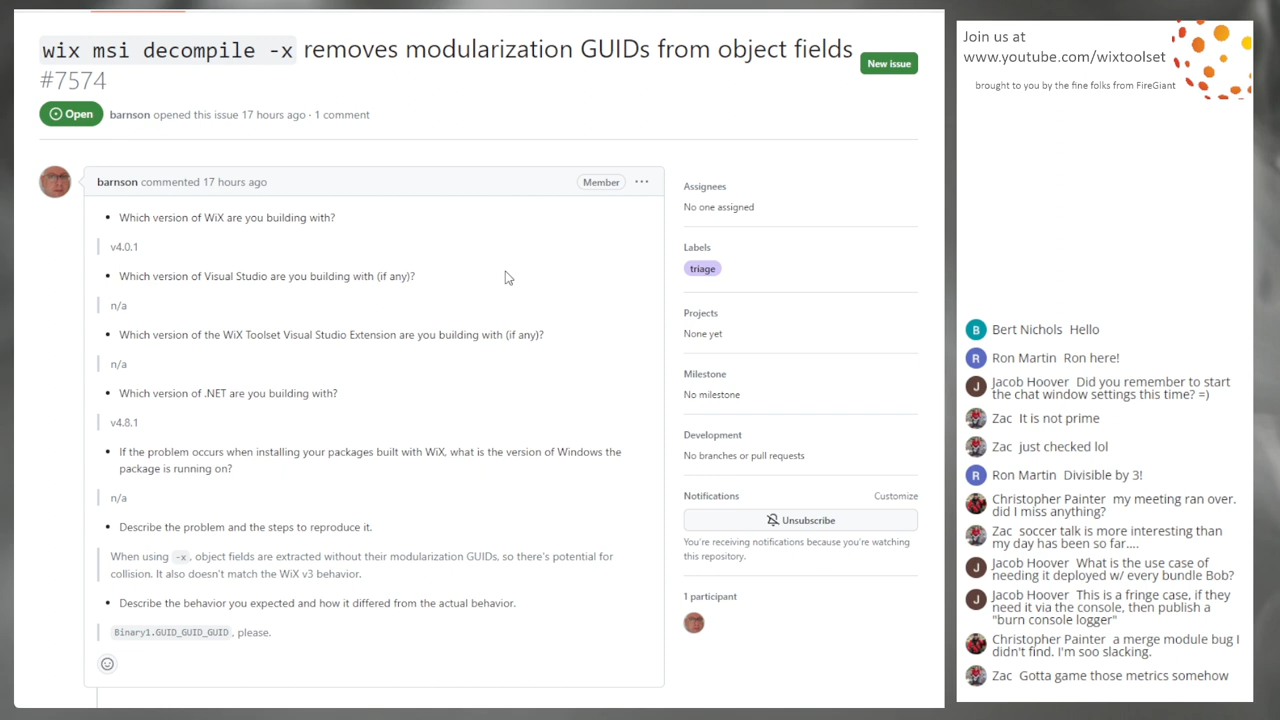 wix msi decompile -x removes modularization GUIDs from object fields
#7574
New issue
Open barnson opened this issue 17 hours ago · 1 comment
barnson commented 17 hours ago
Member
Which version of WiX are you building with?
v4.0.1
Which version of Visual Studio are you building with (if any)?
n/a
Which version of the WiX Toolset Visual Studio Extension are you building with (if any)?
n/a
Which version of .NET are you building with?
v4.8.1
If the problem occurs when installing your packages built with WiX, what is the version of Windows the
package is running on?
n/a
Describe the problem and the steps to reproduce it.
When using -x, object fields are extracted without their modularization GUIDs, so there's potential for
collision. It also doesn't match the WiX v3 behavior.
Describe the behavior you expected and how it differed from the actual behavior.
Binary1.GUID_GUID_GUID, please.
Assignees
No one assigned
Labels
triage
Projects
None yet
Milestone
No milestone
Development
No branches or pull requests
Notifications
Customize
Unsubscribe
You're receiving notifications because you're watching
this repository.
1 participant
Join us at
www.youtube.com/wixtoolset
brought to you by the fine folks from FireGiant
B Bert Nichols Hello
R Ron Martin Ron here!
J Jacob Hoover Did you remember to start
the chat window settings this time? =)
Zac It is not prime
Zac just checked lol
R Ron Martin Divisible by 3!
Christopher Painter my meeting ran over.
did I miss anything?
Zac soccer talk is more interesting than
my day has been so far....
J Jacob Hoover What is the use case of
needing it deployed w/ every bundle Bob?
J Jacob Hoover This is a fringe case, if they
need it via the console, then publish a
"burn console logger"
Christopher Painter a merge module bug I
didn't find. I'm soo slacking.
Zac Gotta game those metrics somehow